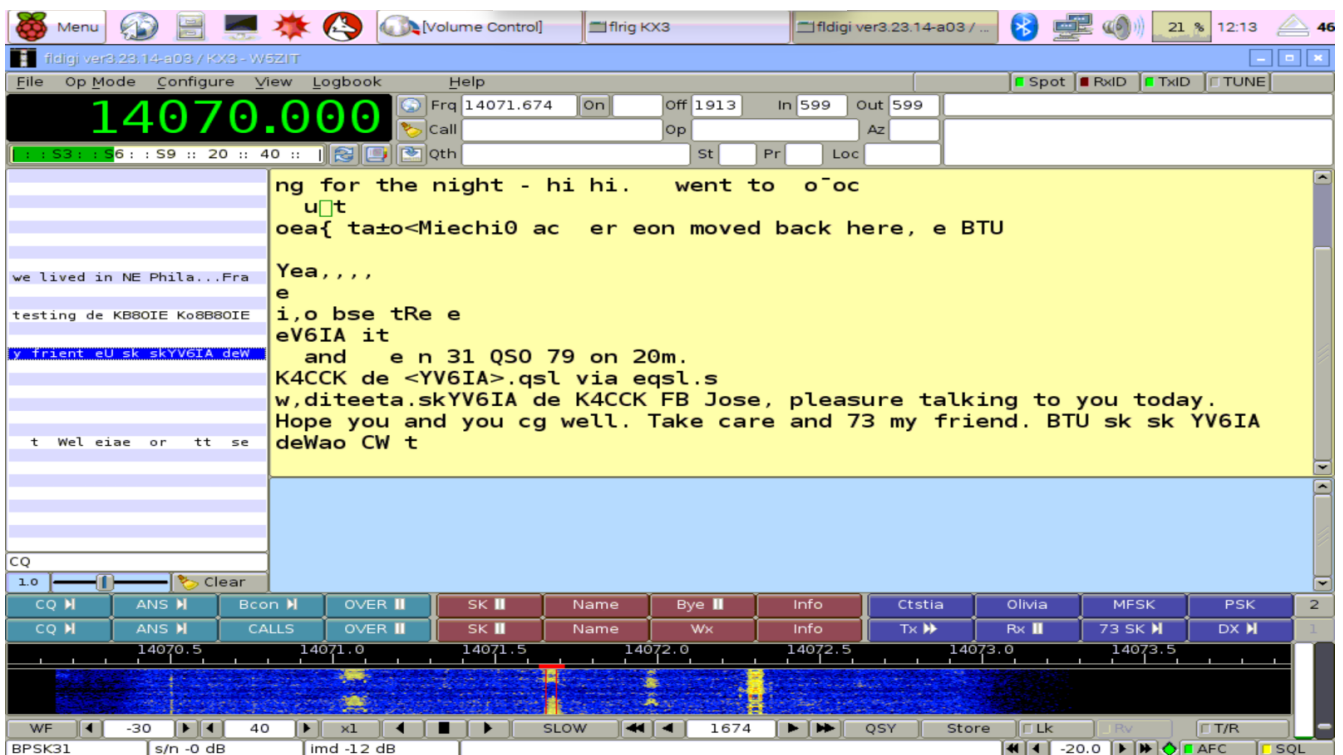 Menu [Volume Control] flrig KX3 fldigi ver3.23.14-a03 / ... 21 % 12:13 46
fldigi ver3.23.14-a03 / KX3 - W5ZIT
File Op Mode Configure View Logbook Help Spot RxID TxID TUNE
14070.000
Frq 14071.674 On Off 1913 In 599 Out 599
Call Op Az
: : S3: : S6: : S9 :: 20 :: 40 :: | Qth St Pr Loc
we lived in NE Phila...Fra
testing de KB8OIE Ko8B8OIE
y frient eU sk skYV6IA deW
t Wel eiae or tt se
CQ
1.0 Clear
ng for the night - hi hi. went to o¯oc
u▯t
oea{ ta±o<Miechi0 ac er eon moved back here, e BTU
Yea,,,,
e
i,o bse tRe e
eV6IA it
and e n 31 QSO 79 on 20m.
K4CCK de <YV6IA>.qsl via eqsl.s
w,diteeta.skYV6IA de K4CCK FB Jose, pleasure talking to you today.
Hope you and you cg well. Take care and 73 my friend. BTU sk sk YV6IA
deWao CW t
CQ ANS Bcon OVER SK Name Bye Info Ctstia Olivia MFSK PSK 2
CQ ANS CALLS OVER SK Name Wx Info Tx Rx 73 SK DX 1
14070.5 14071.0 14071.5 14072.0 14072.5 14073.0 14073.5
WF -30 40 x1 SLOW 1674 QSY Store Lk Rv T/R
BPSK31 s/n -0 dB imd -12 dB -20.0 AFC SQL